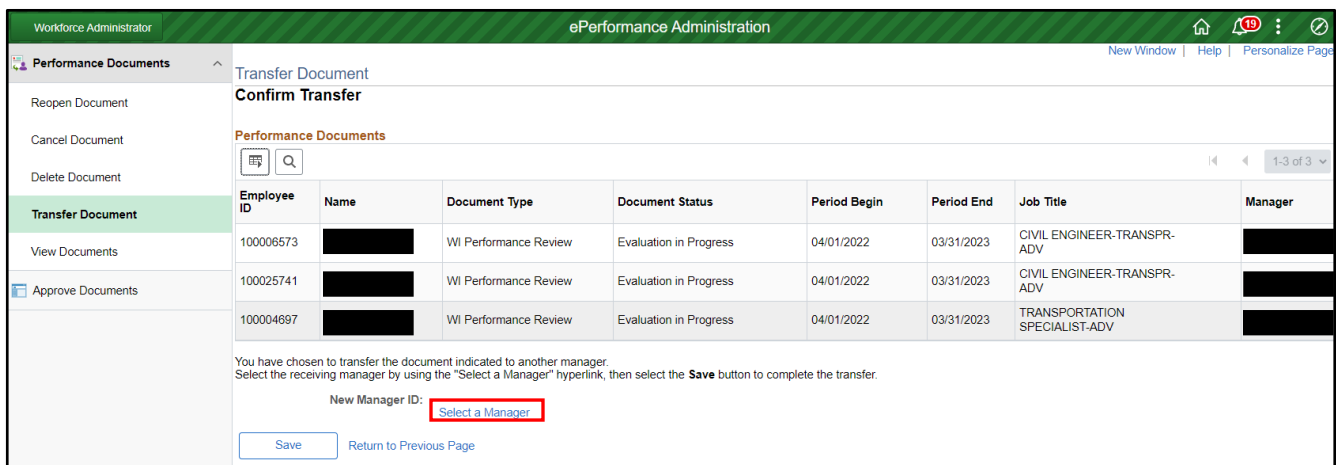 Workforce Administrator
ePerformance Administration
19
New Window | Help | Personalize Page
Performance Documents
Reopen Document
Cancel Document
Delete Document
Transfer Document
View Documents
Approve Documents
Transfer Document
Confirm Transfer
Performance Documents
1-3 of 3
Employee ID Name Document Type Document Status Period Begin Period End Job Title Manager
100006573 WI Performance Review Evaluation in Progress 04/01/2022 03/31/2023 CIVIL ENGINEER-TRANSPR-ADV
100025741 WI Performance Review Evaluation in Progress 04/01/2022 03/31/2023 CIVIL ENGINEER-TRANSPR-ADV
100004697 WI Performance Review Evaluation in Progress 04/01/2022 03/31/2023 TRANSPORTATION SPECIALIST-ADV
You have chosen to transfer the document indicated to another manager.
Select the receiving manager by using the "Select a Manager" hyperlink, then select the Save button to complete the transfer.
New Manager ID: Select a Manager
Save Return to Previous Page